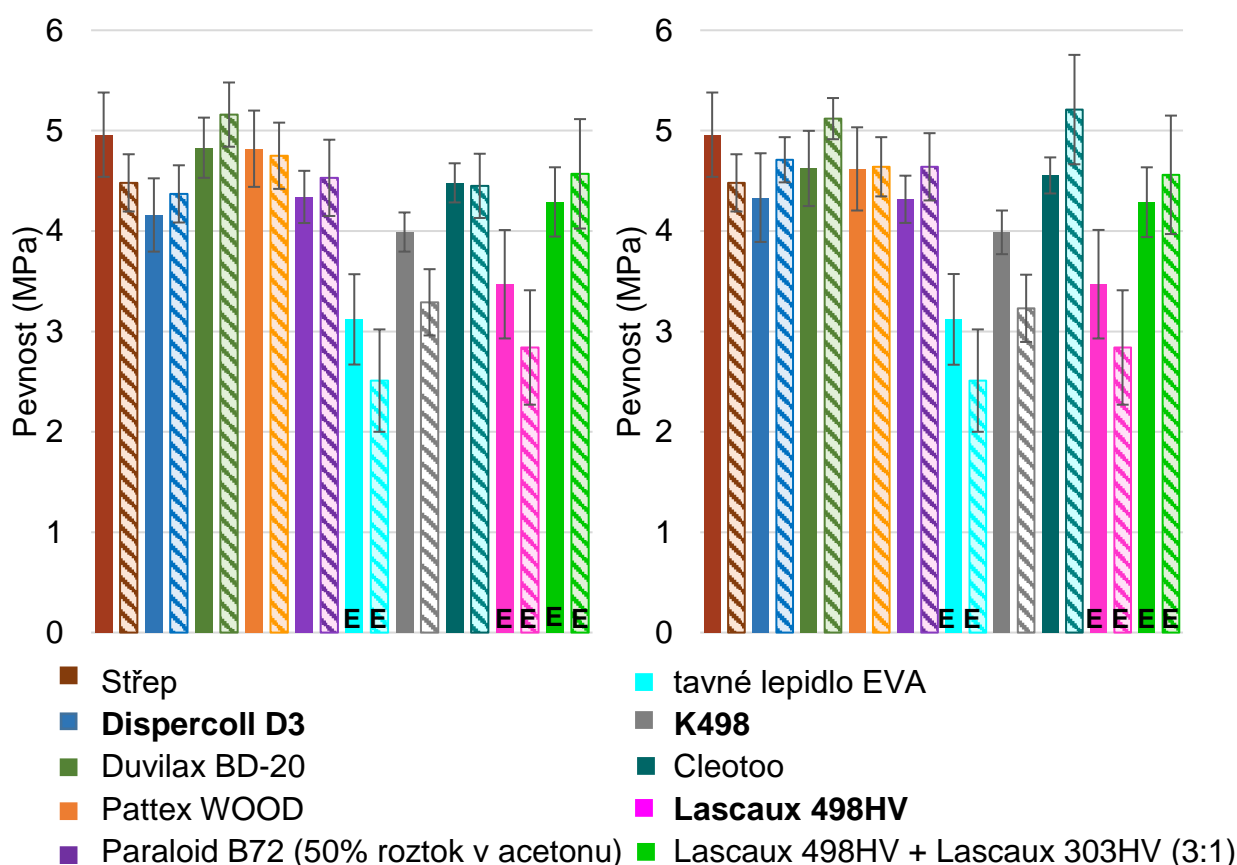 6
5
4
3
2
1
0
Pevnost (MPa)
E E E E E E
6
5
4
3
2
1
0
Pevnost (MPa)
E E E E E E
Střep
Dispercoll D3
Duvilax BD-20
Pattex WOOD
Paraloid B72 (50% roztok v acetonu)
tavné lepidlo EVA
K498
Cleotoo
Lascaux 498HV
Lascaux 498HV + Lascaux 303HV (3:1)